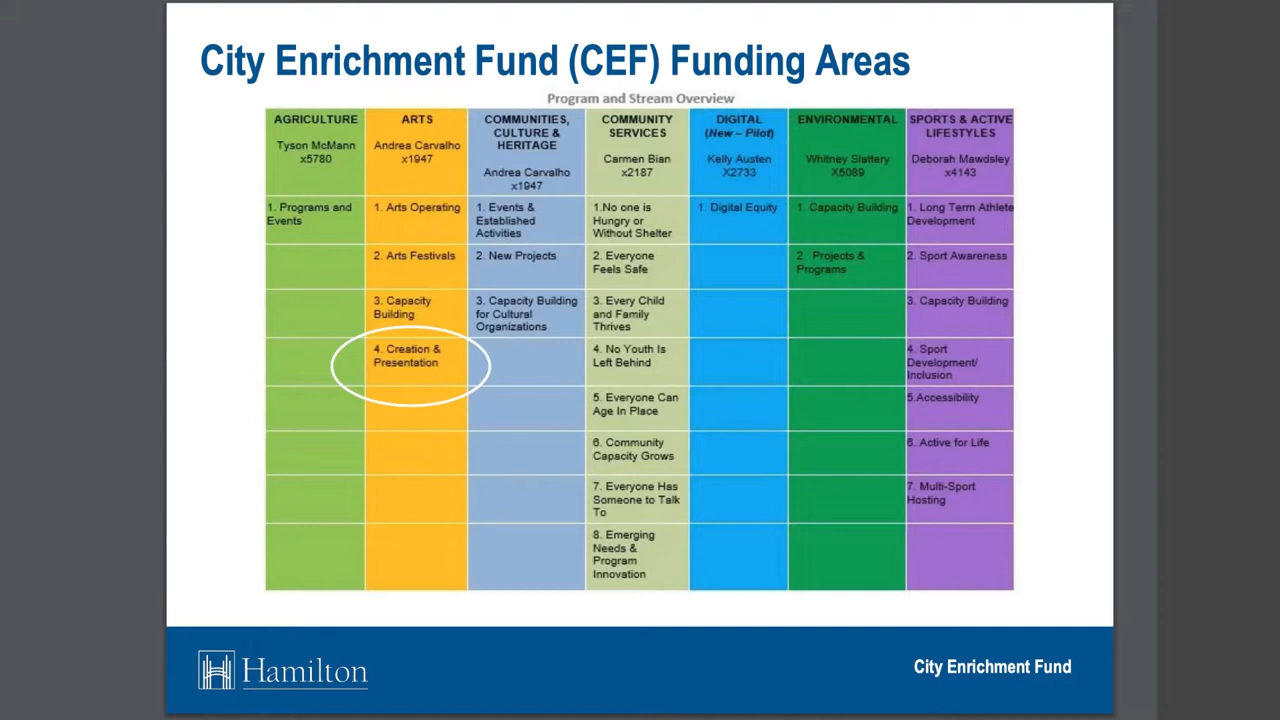 City Enrichment Fund (CEF) Funding Areas
Program and Stream Overview
AGRICULTURE
Tyson McMann
x5780
ARTS
Andrea Carvalho
x1947
COMMUNITIES,
CULTURE &
HERITAGE
Andrea Carvalho
x1947
COMMUNITY
SERVICES
Carmen Bian
x2187
DIGITAL
(New – Pilot)
Kelly Austen
X2733
ENVIRONMENTAL
Whitney Slattery
X5089
SPORTS & ACTIVE
LIFESTYLES
Deborah Mawdsley
x4143
1. Programs and
Events
1. Arts Operating
1. Events &
Established
Activities
1.No one is
Hungry or
Without Shelter
1. Digital Equity
1. Capacity Building
1. Long Term Athlete
Development
2. Arts Festivals
2. New Projects
2. Everyone
Feels Safe
2. Projects &
Programs
2. Sport Awareness
3. Capacity
Building
3. Capacity Building
for Cultural
Organizations
3. Every Child
and Family
Thrives
3. Capacity Building
4. Creation &
Presentation
4. No Youth Is
Left Behind
4. Sport
Development/
Inclusion
5. Everyone Can
Age In Place
5.Accessibility
6. Community
Capacity Grows
6. Active for Life
7. Everyone Has
Someone to Talk
To
7. Multi-Sport
Hosting
8. Emerging
Needs &
Program
Innovation
Hamilton
City Enrichment Fund